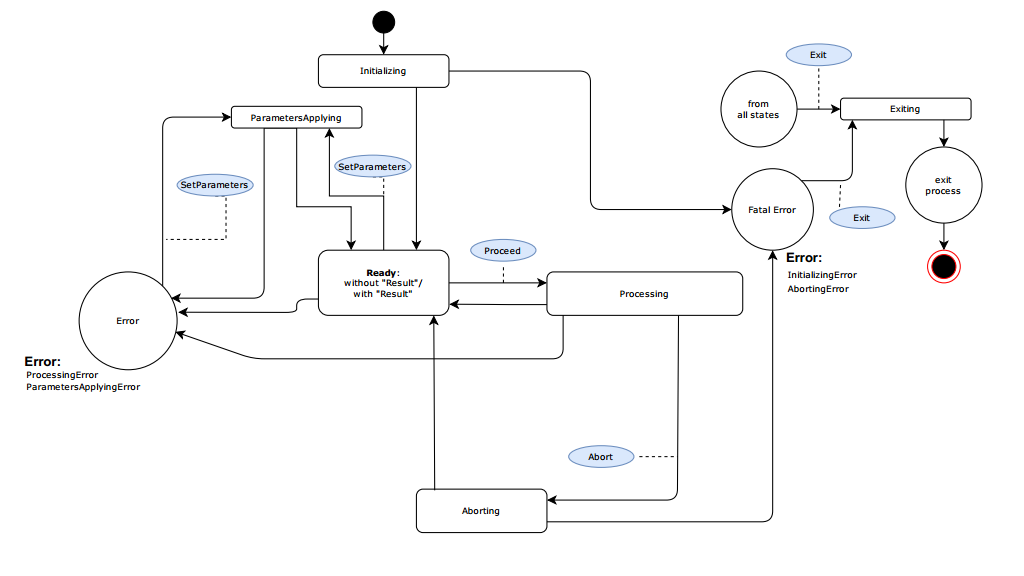 Exit
Initializing
from
all states
Exiting
ParametersApplying
SetParameters
SetParameters
exit
process
Fatal Error
Exit
Proceed
Error:
InitializingError
AbortingError
Ready:
without "Result"/
with "Result"
Processing
Error
Error:
ProcessingError
ParametersApplyingError
Abort
Aborting